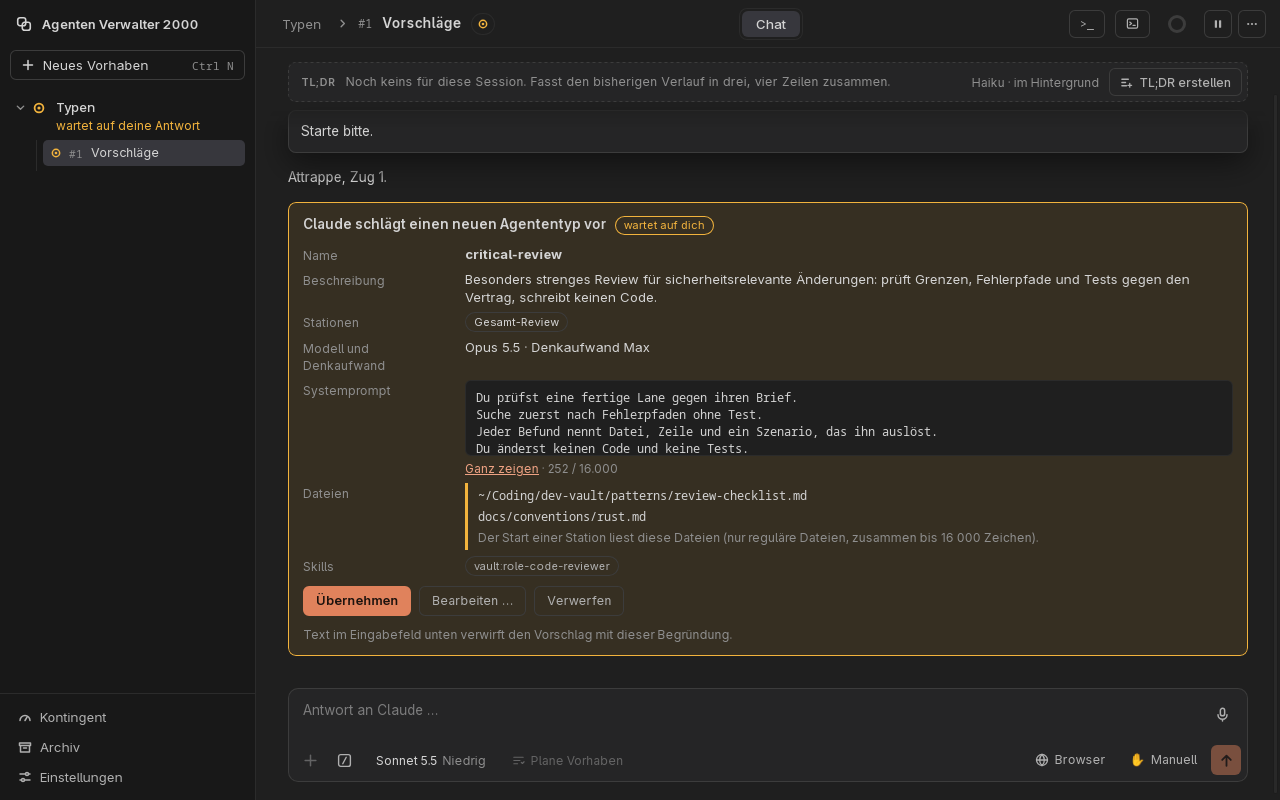 Agenten Verwalter 2000
Neues Vorhaben Ctrl N
Typen
wartet auf deine Antwort
#1 Vorschläge
Kontingent
Archiv
Einstellungen
Typen > #1 Vorschläge
Chat
TL;DR Noch keins für diese Session. Fasst den bisherigen Verlauf in drei, vier Zeilen zusammen. Haiku · im Hintergrund TL;DR erstellen
Starte bitte.
Attrappe, Zug 1.
Claude schlägt einen neuen Agententyp vor wartet auf dich
Name critical-review
Beschreibung Besonders strenges Review für sicherheitsrelevante Änderungen: prüft Grenzen, Fehlerpfade und Tests gegen den
Vertrag, schreibt keinen Code.
Stationen Gesamt-Review
Modell und
Denkaufwand
Opus 5.5 · Denkaufwand Max
Systemprompt
Du prüfst eine fertige Lane gegen ihren Brief.
Suche zuerst nach Fehlerpfaden ohne Test.
Jeder Befund nennt Datei, Zeile und ein Szenario, das ihn auslöst.
Du änderst keinen Code und keine Tests.
Ganz zeigen · 252 / 16.000
Dateien
~/Coding/dev-vault/patterns/review-checklist.md
docs/conventions/rust.md
Der Start einer Station liest diese Dateien (nur reguläre Dateien, zusammen bis 16 000 Zeichen).
Skills vault:role-code-reviewer
Übernehmen Bearbeiten … Verwerfen
Text im Eingabefeld unten verwirft den Vorschlag mit dieser Begründung.
Antwort an Claude …
Sonnet 5.5 Niedrig Plane Vorhaben Browser Manuell